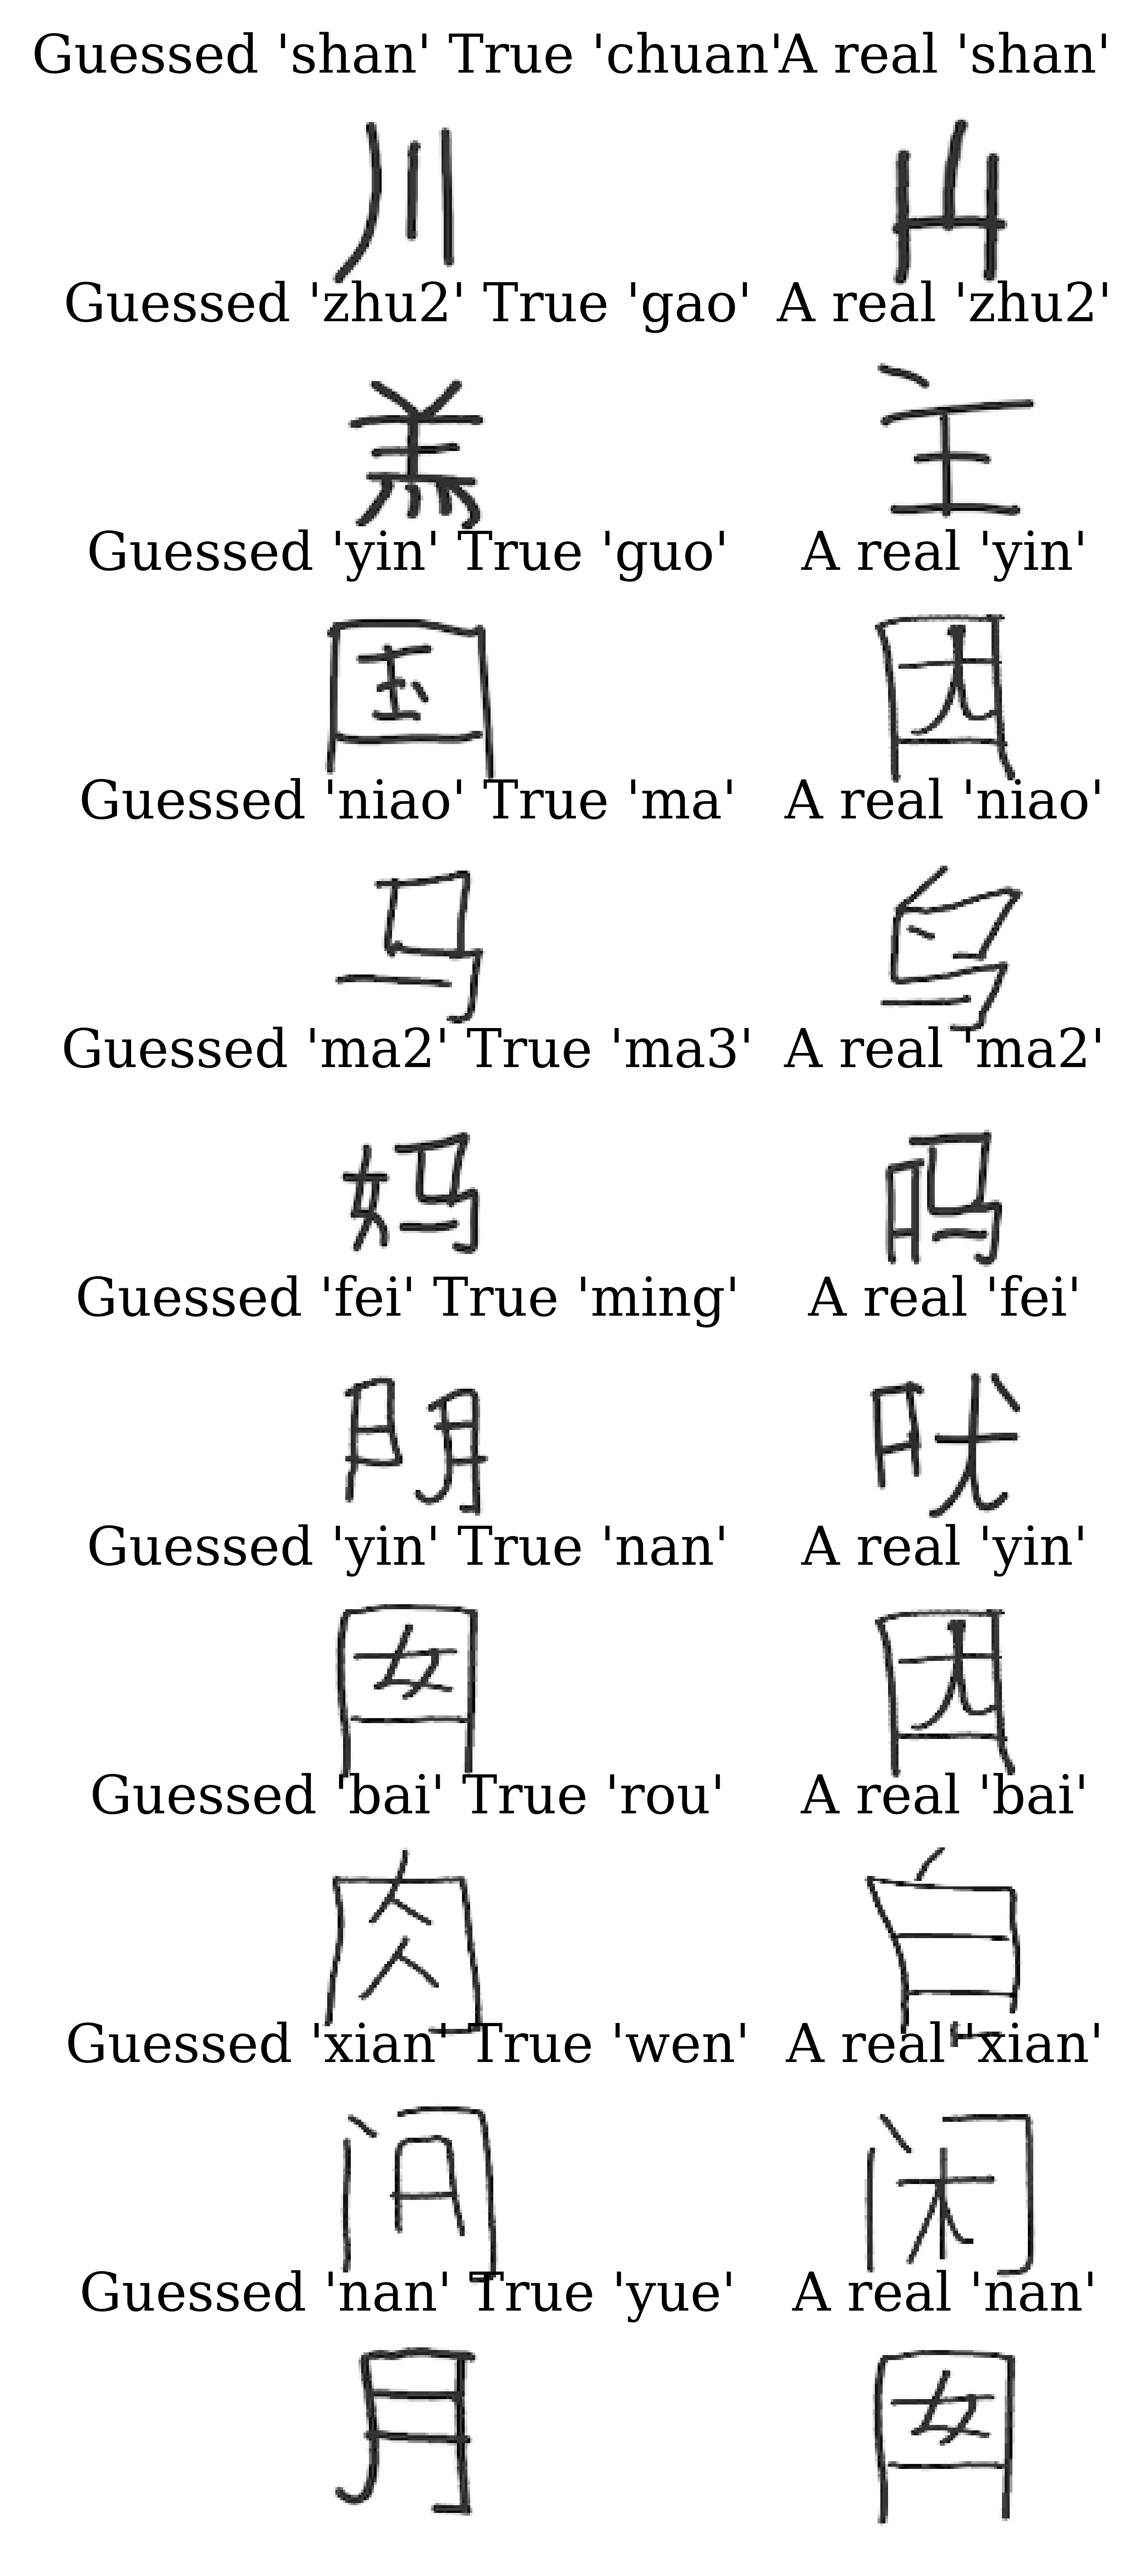 Guessed 'shan' True 'chuan' A real 'shan'
川 山
Guessed 'zhu2' True 'gao' A real 'zhu2'
羔 主
Guessed 'yin' True 'guo' A real 'yin'
国 因
Guessed 'niao' True 'ma' A real 'niao'
马 鸟
Guessed 'ma2' True 'ma3' A real 'ma2'
妈 吗
Guessed 'fei' True 'ming' A real 'fei'
明 吠
Guessed 'yin' True 'nan' A real 'yin'
囡 因
Guessed 'bai' True 'rou' A real 'bai'
肉 白
Guessed 'xian' True 'wen' A real 'xian'
问 闲
Guessed 'nan' True 'yue' A real 'nan'
月 囡